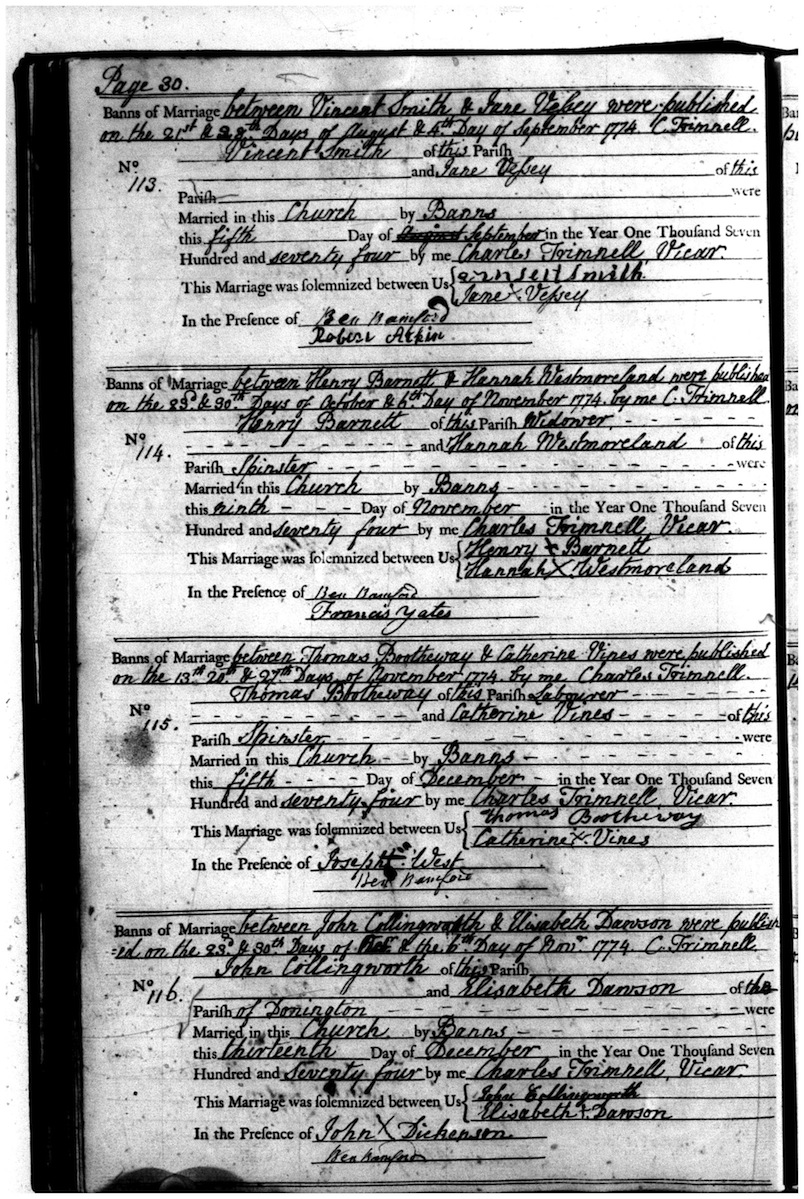 Page 30.
Banns of Marriage between Vincent Smith & Jane Veſsey were published
on the 21st & 28th Days of August & 4th Day of September 1774. C. Trimnell.
Vincent Smith of this Pariſh
No 113. and Jane Veſsey of this
Pariſh were
Married in this Church by Banns
this fifth Day of August September in the Year One Thouſand Seven
Hundred and seventy four by me Charles Trimnell, Vicar.
This Marriage was ſolemnized between Us Smith
Jane X Veſsey
In the Preſence of Ben Bamford
Robert Atkin
Banns of Marriage between Henry Barnett & Hannah Westmoreland were publishea
on the 23d & 30th Days of October & 6th Day of November 1774. by me C. Trimnell.
Henry Barnett of this Pariſh Widower
No 114. and Hannah Westmoreland of this
Pariſh Spinster were
Married in this Church by Banns
this ninth Day of November in the Year One Thouſand Seven
Hundred and seventy four by me Charles Trimnell, Vicar.
This Marriage was ſolemnized between Us Henry X Barnett
Hannah X Westmoreland
In the Preſence of Ben Bamford
Francis Yates
Banns of Marriage between Thomas Bootheway & Catherine Vines were published
on the 13th 20th & 27th Days of November 1774. by me Charles Trimnell.
Thomas Bootheway of this Pariſh Labourer
No 115. and Catherine Vines of this
Pariſh Spinster were
Married in this Church by Banns
this fifth Day of December in the Year One Thouſand Seven
Hundred and seventy four by me Charles Trimnell, Vicar.
This Marriage was ſolemnized between Us Thomas Bootheway
Catherine X Vines
In the Preſence of Joseph West
Ben Bamford
Banns of Marriage between John Collingworth & Elisabeth Dawson were publish
=ed on the 23d & 30th Days of Octr & the 6th Day of Novr 1774. C. Trimnell
John Collingworth of this Pariſh
No 116. and Elisabeth Dawson of the
Pariſh of Donington were
Married in this Church by Banns
this thirteenth Day of December in the Year One Thouſand Seven
Hundred and seventy four by me Charles Trimnell, Vicar
This Marriage was ſolemnized between Us John Collingworth
Elisabeth X Dawson
In the Preſence of John X Dickenson
Ben Bamford